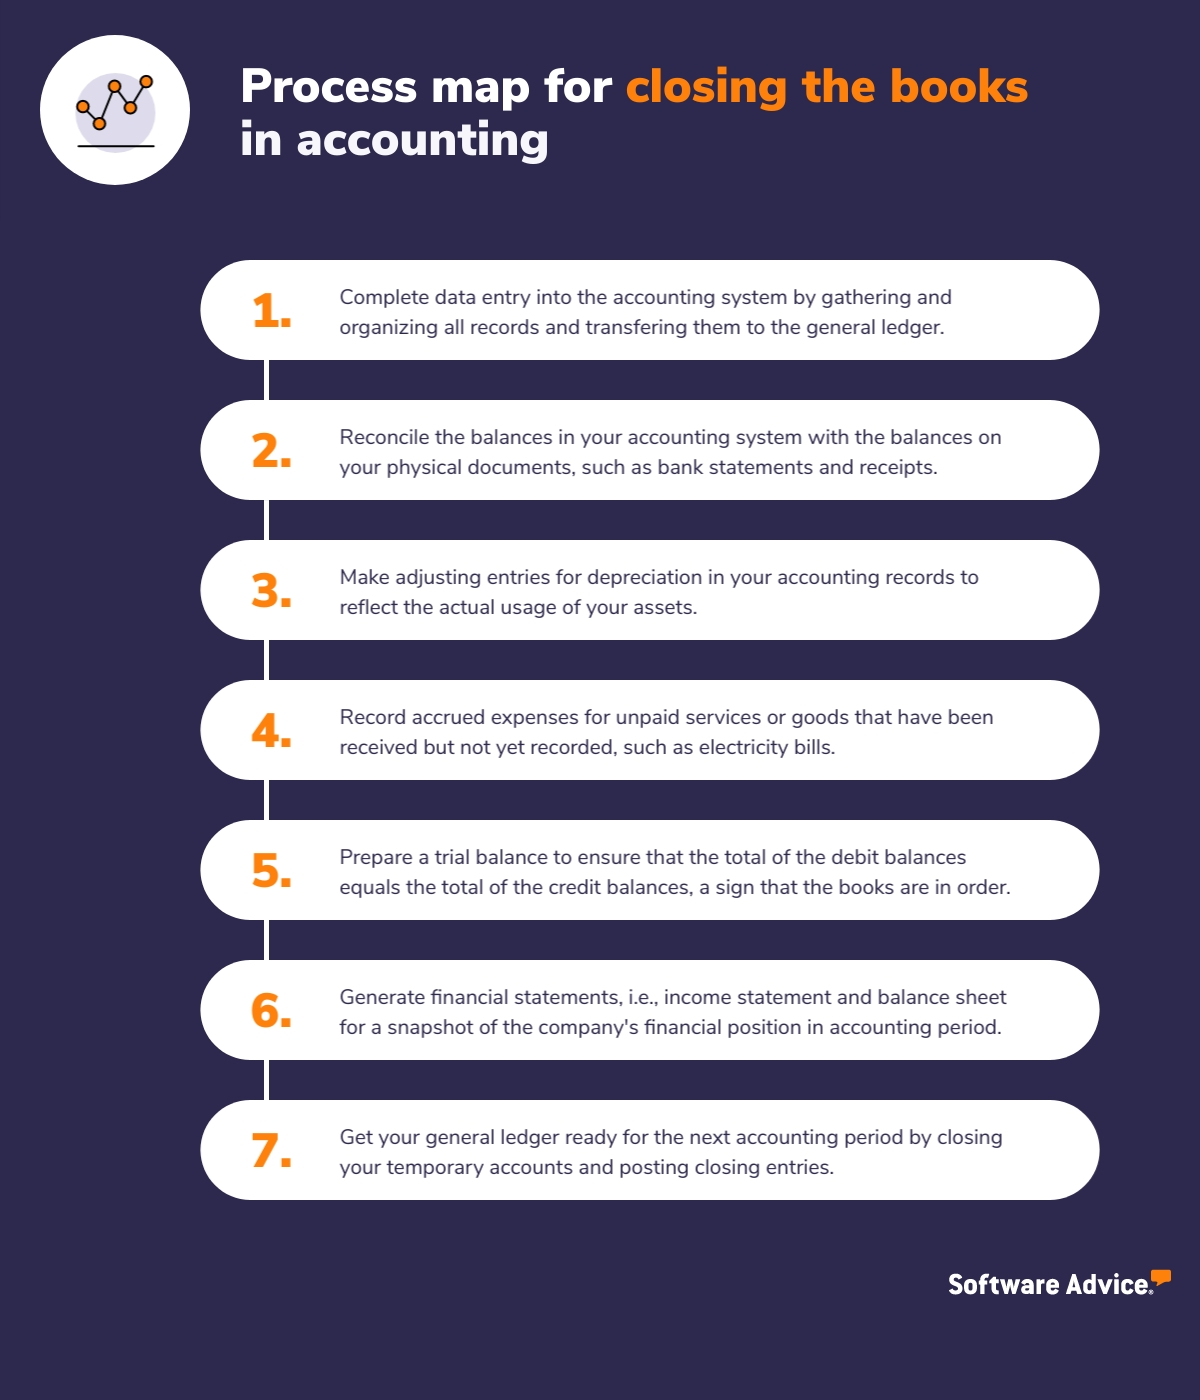 Process map for closing the books
in accounting
1.
Complete data entry into the accounting system by gathering and
organizing all records and transfering them to the general ledger.
2.
Reconcile the balances in your accounting system with the balances on
your physical documents, such as bank statements and receipts.
3.
Make adjusting entries for depreciation in your accounting records to
reflect the actual usage of your assets.
4.
Record accrued expenses for unpaid services or goods that have been
received but not yet recorded, such as electricity bills.
5.
Prepare a trial balance to ensure that the total of the debit balances
equals the total of the credit balances, a sign that the books are in order.
6.
Generate financial statements, i.e., income statement and balance sheet
for a snapshot of the company's financial position in accounting period.
7.
Get your general ledger ready for the next accounting period by closing
your temporary accounts and posting closing entries.
Software Advice®